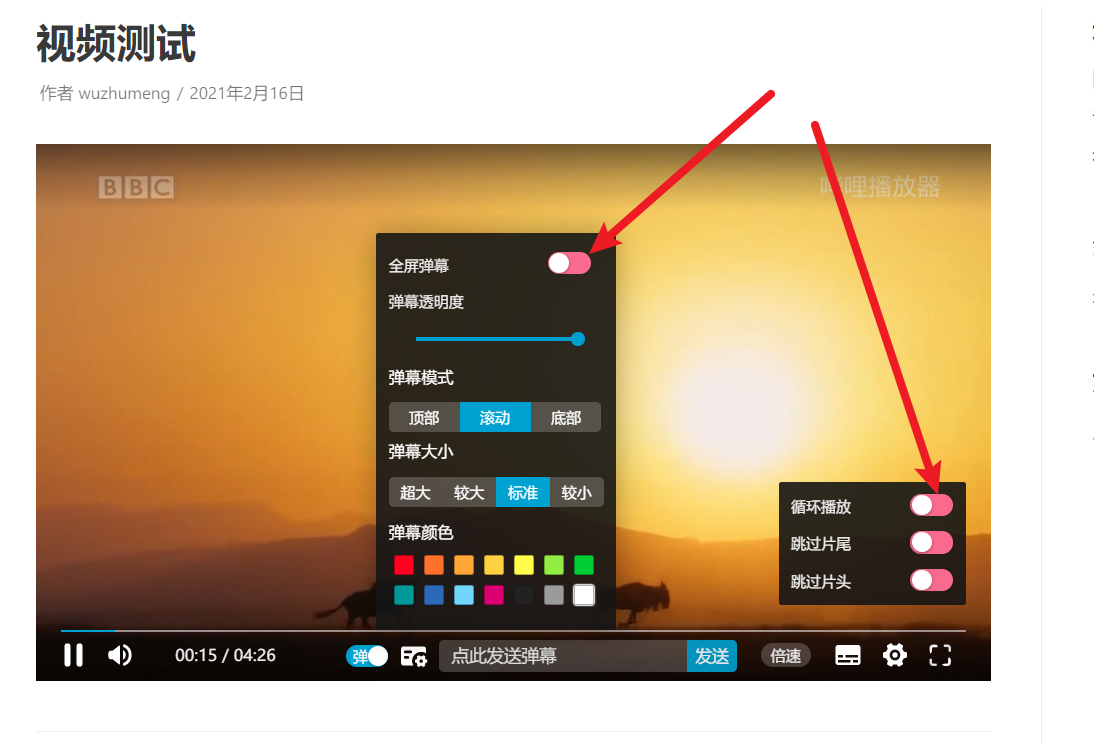 视频测试
作者 wuzhumeng / 2021年2月16日
BBC
哔哩播放器
全屏弹幕
弹幕透明度
弹幕模式
顶部 滚动 底部
弹幕大小
超大 较大 标准 较小
弹幕颜色
循环播放
跳过片尾
跳过片头
00:15 / 04:26
弹
点此发送弹幕
发送
倍速